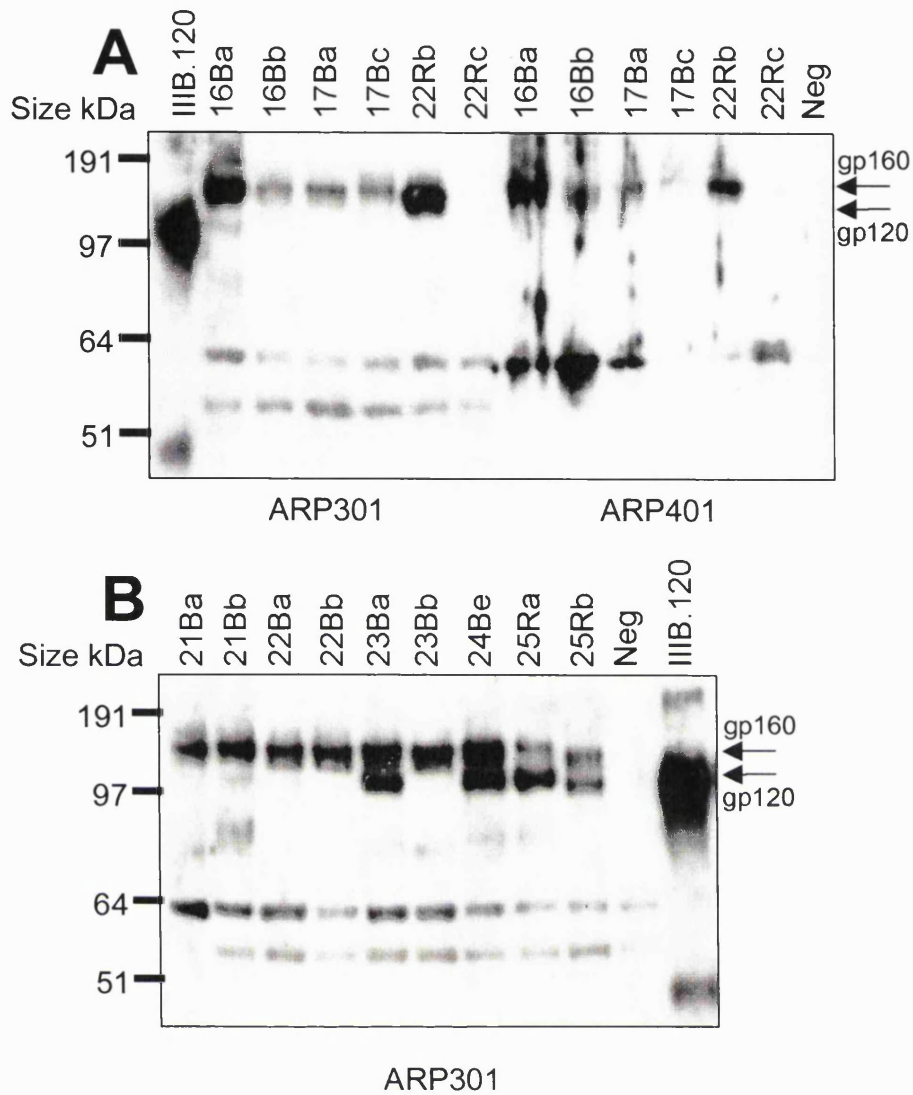 A
Size kDa
IIIB.120
16Ba
16Bb
17Ba
17Bc
22Rb
22Rc
16Ba
16Bb
17Ba
17Bc
22Rb
22Rc
Neg
191
97
64
51
gp160
gp120
ARP301
ARP401
B
Size kDa
21Ba
21Bb
22Ba
22Bb
23Ba
23Bb
24Be
25Ra
25Rb
Neg
IIIB.120
191
97
64
51
gp160
gp120
ARP301